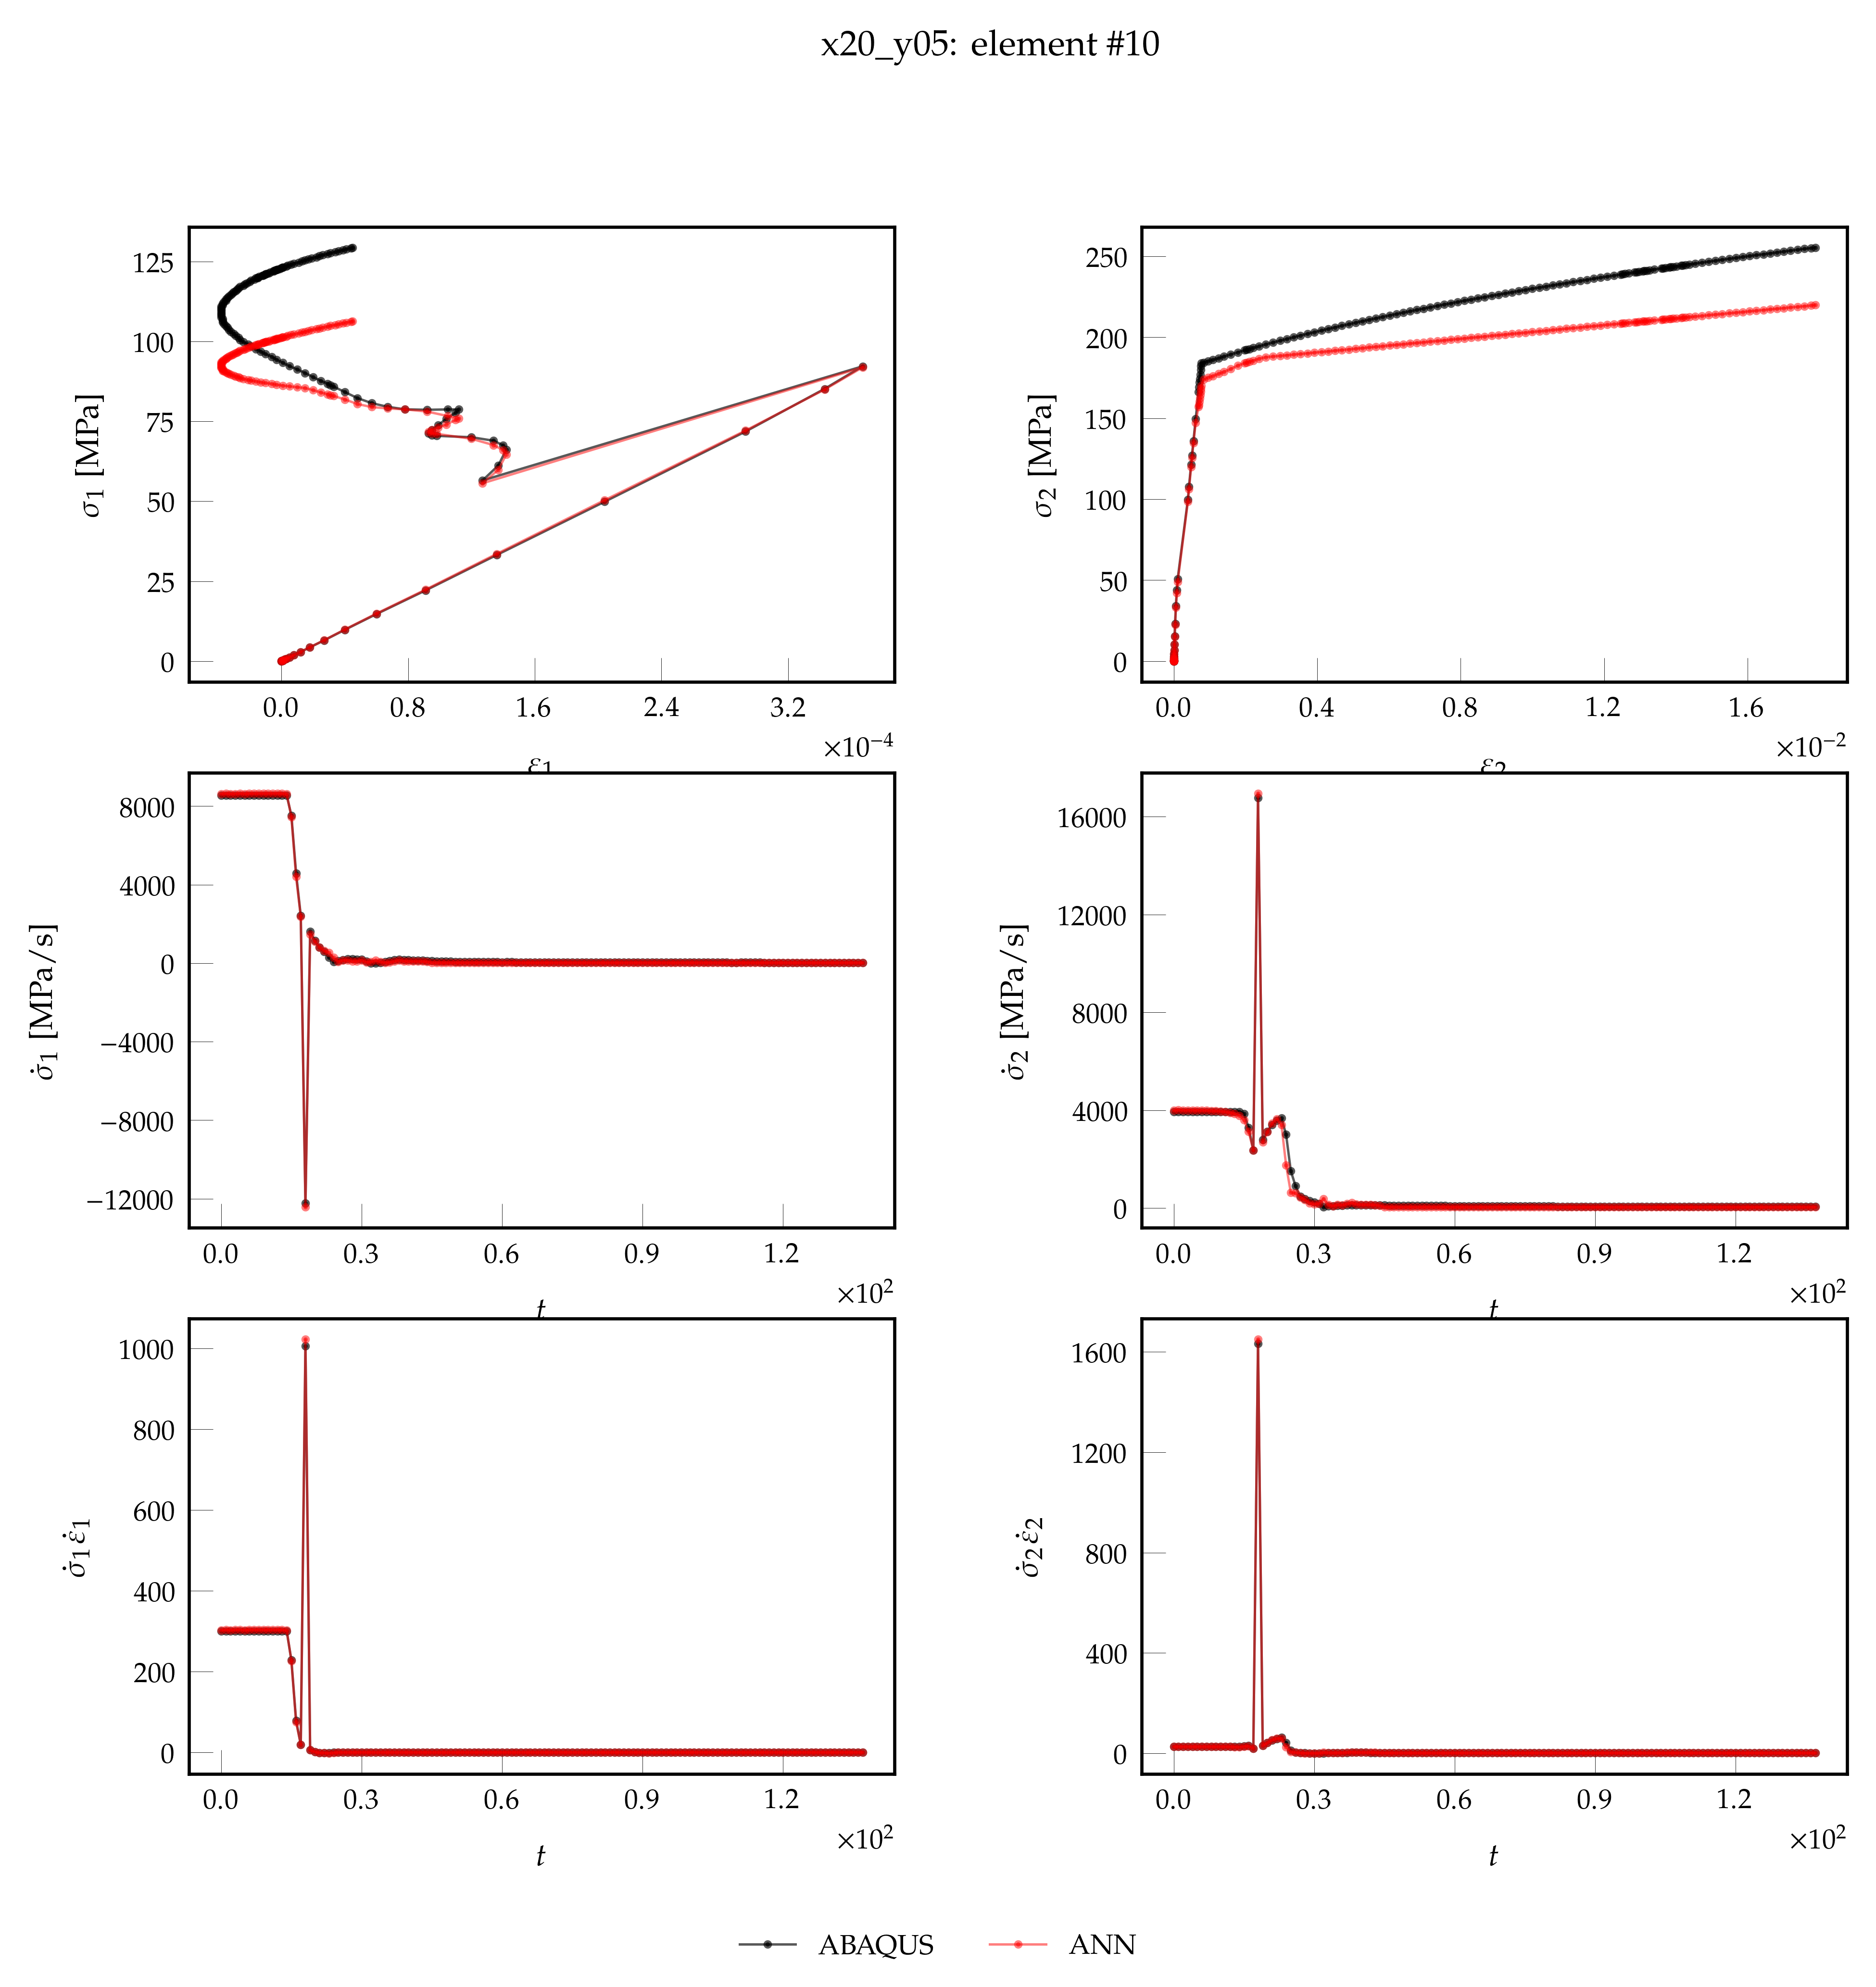 x20_y05: element #10
σ₁ [MPa]
125
100
75
50
25
0
0.0 0.8 1.6 2.4 3.2
×10⁻⁴
ε₁
σ₂ [MPa]
250
200
150
100
50
0
0.0 0.4 0.8 1.2 1.6
×10⁻²
ε₂
σ̇₁ [MPa/s]
8000
4000
0
−4000
−8000
−12000
0.0 0.3 0.6 0.9 1.2
×10²
t
σ̇₂ [MPa/s]
16000
12000
8000
4000
0
0.0 0.3 0.6 0.9 1.2
×10²
t
σ̇₁ε̇₁
1000
800
600
400
200
0
0.0 0.3 0.6 0.9 1.2
×10²
t
σ̇₂ε̇₂
1600
1200
800
400
0
0.0 0.3 0.6 0.9 1.2
×10²
t
ABAQUS ANN